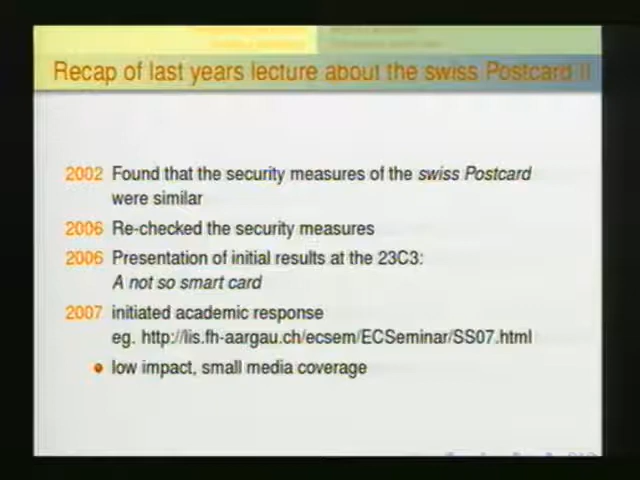 Recap of last years lecture about the swiss Postcard II
2002 Found that the security measures of the swiss Postcard
were similar
2006 Re-checked the security measures
2006 Presentation of initial results at the 23C3:
A not so smart card
2007 initiated academic response
eg. http://lis.fh-aargau.ch/ecsem/ECSeminar/SS07.html
low impact, small media coverage